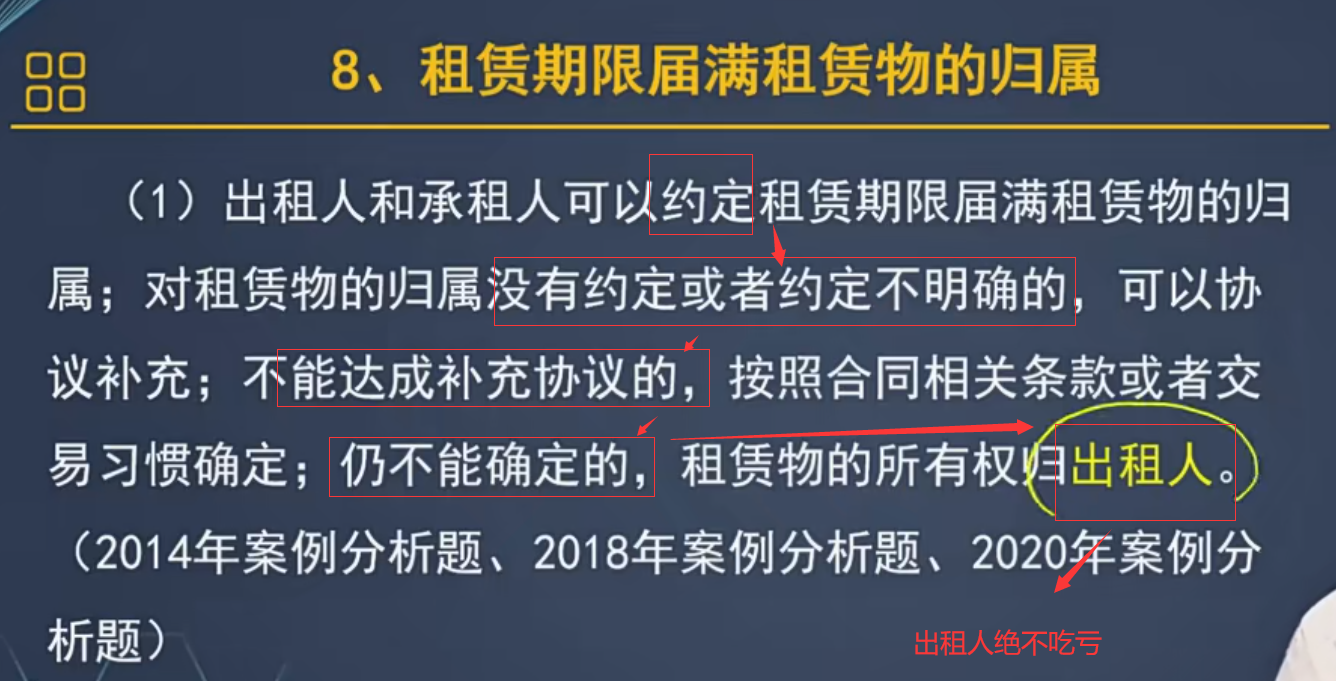 8、租赁期限届满租赁物的归属
（1）出租人和承租人可以约定租赁期限届满租赁物的归
属；对租赁物的归属没有约定或者约定不明确的，可以协
议补充；不能达成补充协议的，按照合同相关条款或者交
易习惯确定；仍不能确定的，租赁物的所有权归出租人。
（2014年案例分析题、2018年案例分析题、2020年案例分
析题）
出租人绝不吃亏